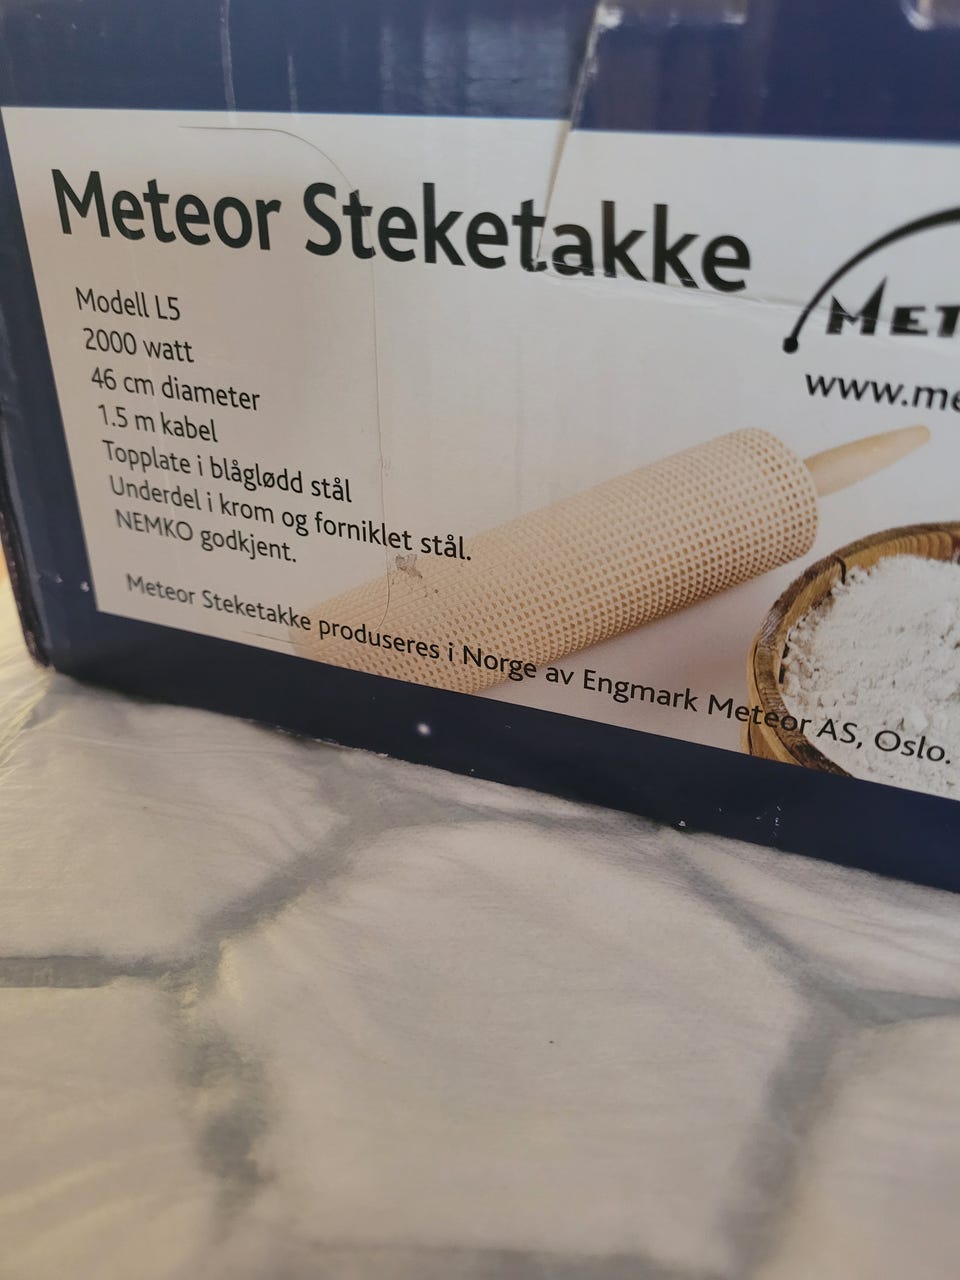 Meteor Steketakke
Modell L5
2000 watt
46 cm diameter
1.5 m kabel
Topplate i blåglødd stål
Underdel i krom og forniklet stål.
NEMKO godkjent.
Meteor Steketakke produseres i Norge av Engmark Meteor AS, Oslo.